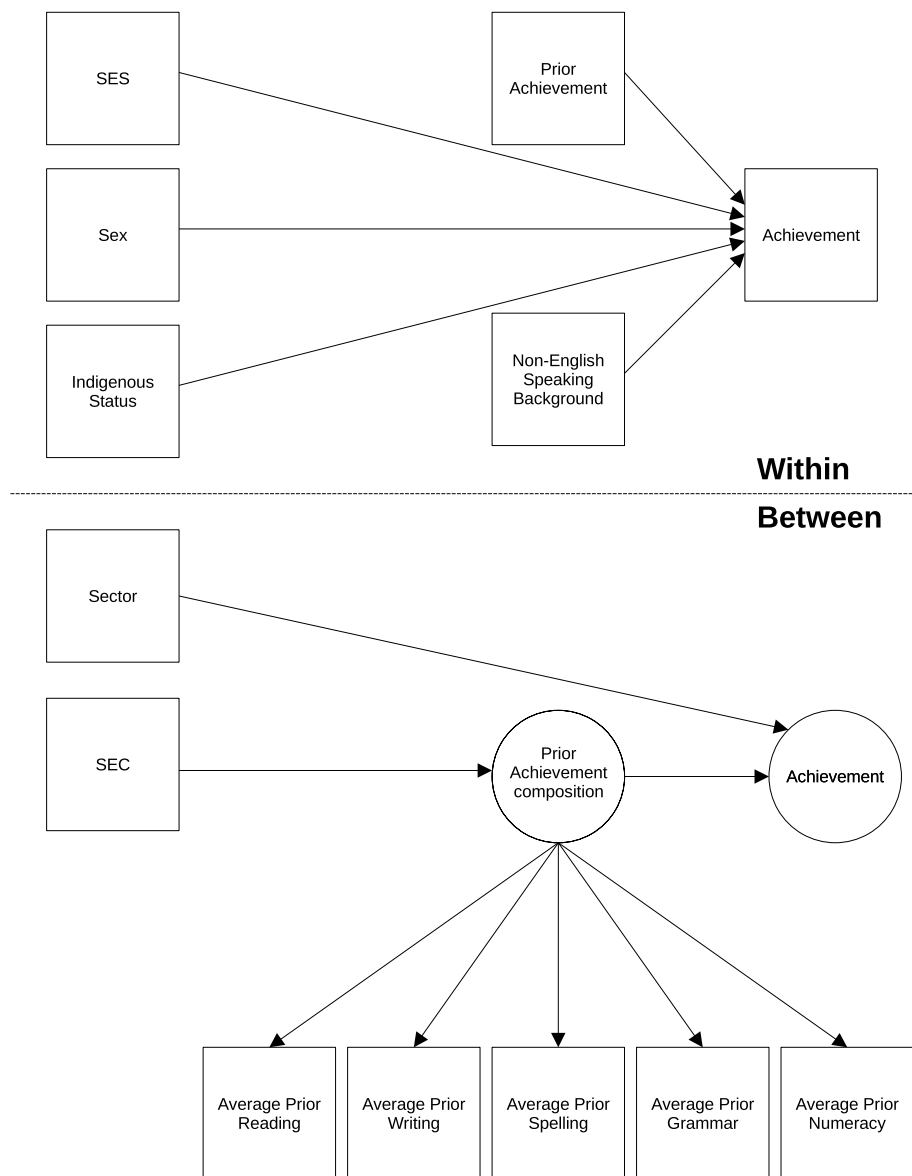 SES
Prior
Achievement
Sex
Achievement
Indigenous
Status
Non-English
Speaking
Background
Within
Between
Sector
SEC
Prior
Achievement
composition
Achievement
Average Prior
Reading
Average Prior
Writing
Average Prior
Spelling
Average Prior
Grammar
Average Prior
Numeracy